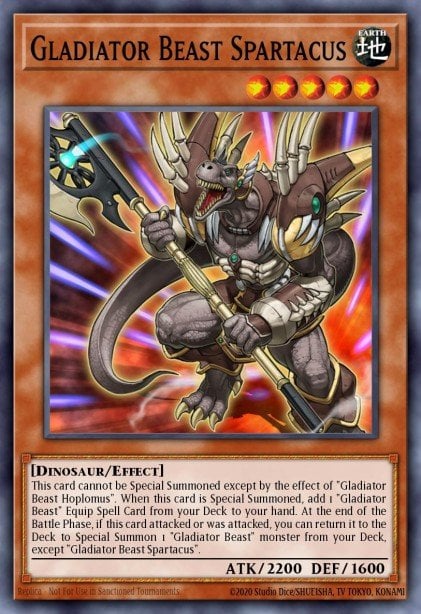 Gladiator Beast Spartacus
EARTH
地
[Dinosaur/Effect]
This card cannot be Special Summoned except by the effect of "Gladiator
Beast Hoplomus". When this card is Special Summoned, add 1 "Gladiator
Beast" Equip Spell Card from your Deck to your hand. At the end of the
Battle Phase, if this card attacked or was attacked, you can return it to the
Deck to Special Summon 1 "Gladiator Beast" monster from your Deck,
except "Gladiator Beast Spartacus".
ATK/2200 DEF/1600
Replica - Not For Use in Sanctioned Tournaments
©2020 Studio Dice/SHUEISHA, TV TOKYO, KONAMI